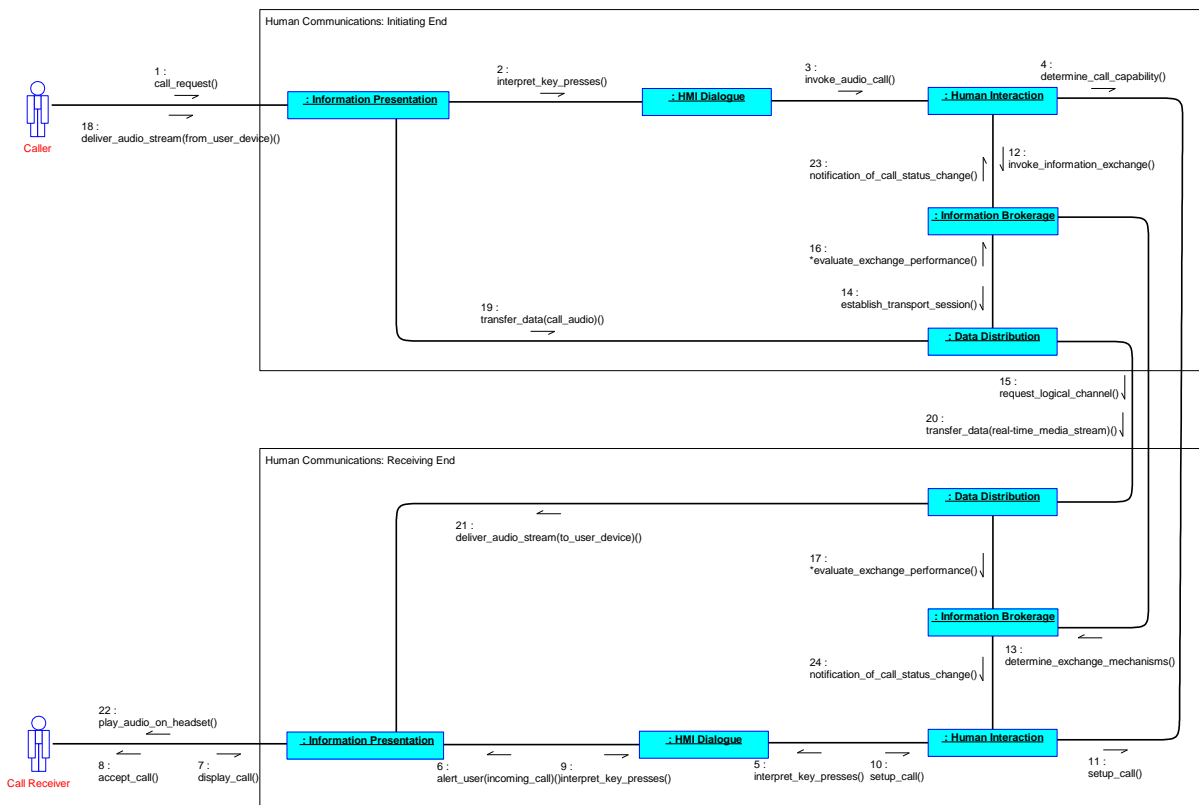 Human Communications: Initiating End
1 :
call_request()
2 :
interpret_key_presses()
3 :
invoke_audio_call()
4 :
determine_call_capability()
: Information Presentation
: HMI Dialogue
: Human Interaction
18 :
deliver_audio_stream(from_user_device)()
Caller
23 :
notification_of_call_status_change()
12 :
invoke_information_exchange()
: Information Brokerage
16 :
*evaluate_exchange_performance()
14 :
establish_transport_session()
19 :
transfer_data(call_audio)()
: Data Distribution
15 :
request_logical_channel()
20 :
transfer_data(real-time_media_stream)()
Human Communications: Receiving End
: Data Distribution
21 :
deliver_audio_stream(to_user_device)()
17 :
*evaluate_exchange_performance()
: Information Brokerage
13 :
determine_exchange_mechanisms()
24 :
notification_of_call_status_change()
22 :
play_audio_on_headset()
: Information Presentation
: HMI Dialogue
: Human Interaction
8 :
accept_call()
7 :
display_call()
6 :
alert_user(incoming_call)()
9 :
interpret_key_presses()
5 :
interpret_key_presses()
10 :
setup_call()
11 :
setup_call()
Call Receiver